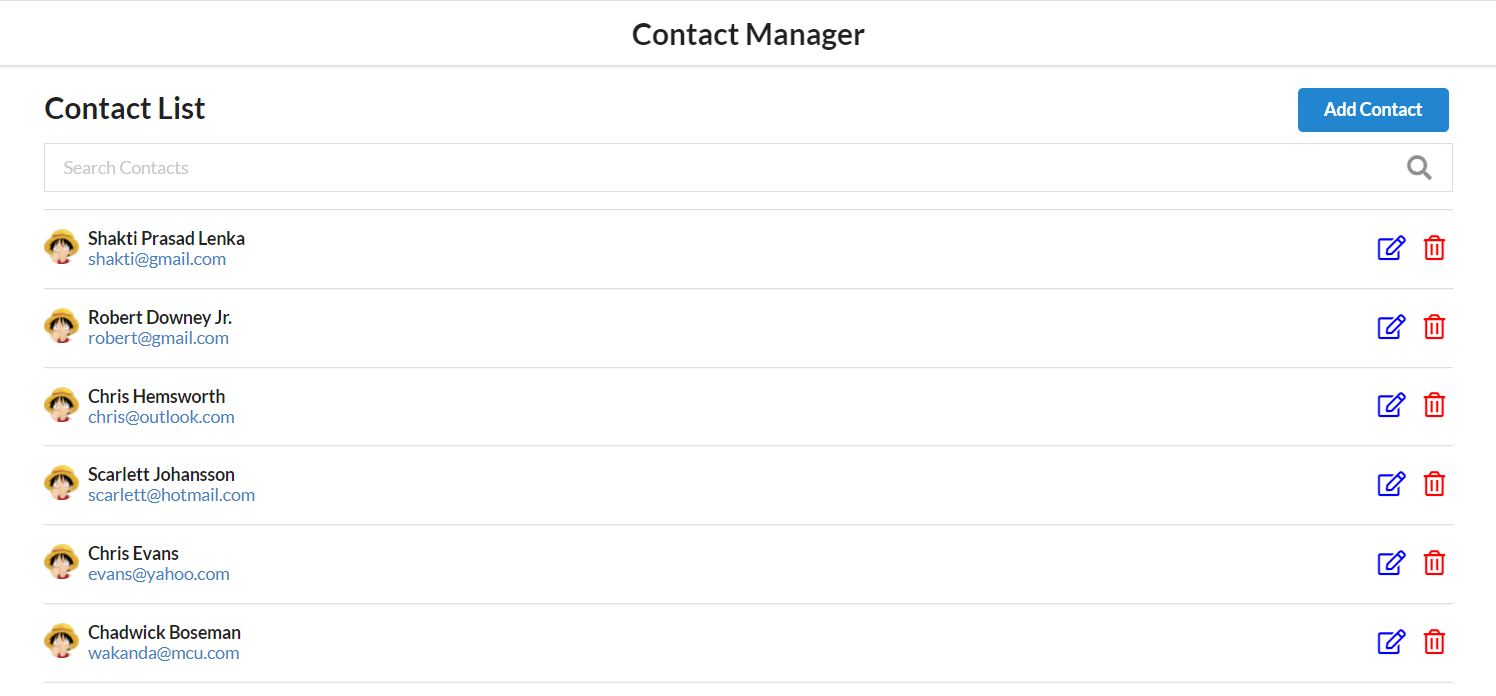 Contact Manager
Contact List
Add Contact
Search Contacts
Shakti Prasad Lenka
shakti@gmail.com
Robert Downey Jr.
robert@gmail.com
Chris Hemsworth
chris@outlook.com
Scarlett Johansson
scarlett@hotmail.com
Chris Evans
evans@yahoo.com
Chadwick Boseman
wakanda@mcu.com